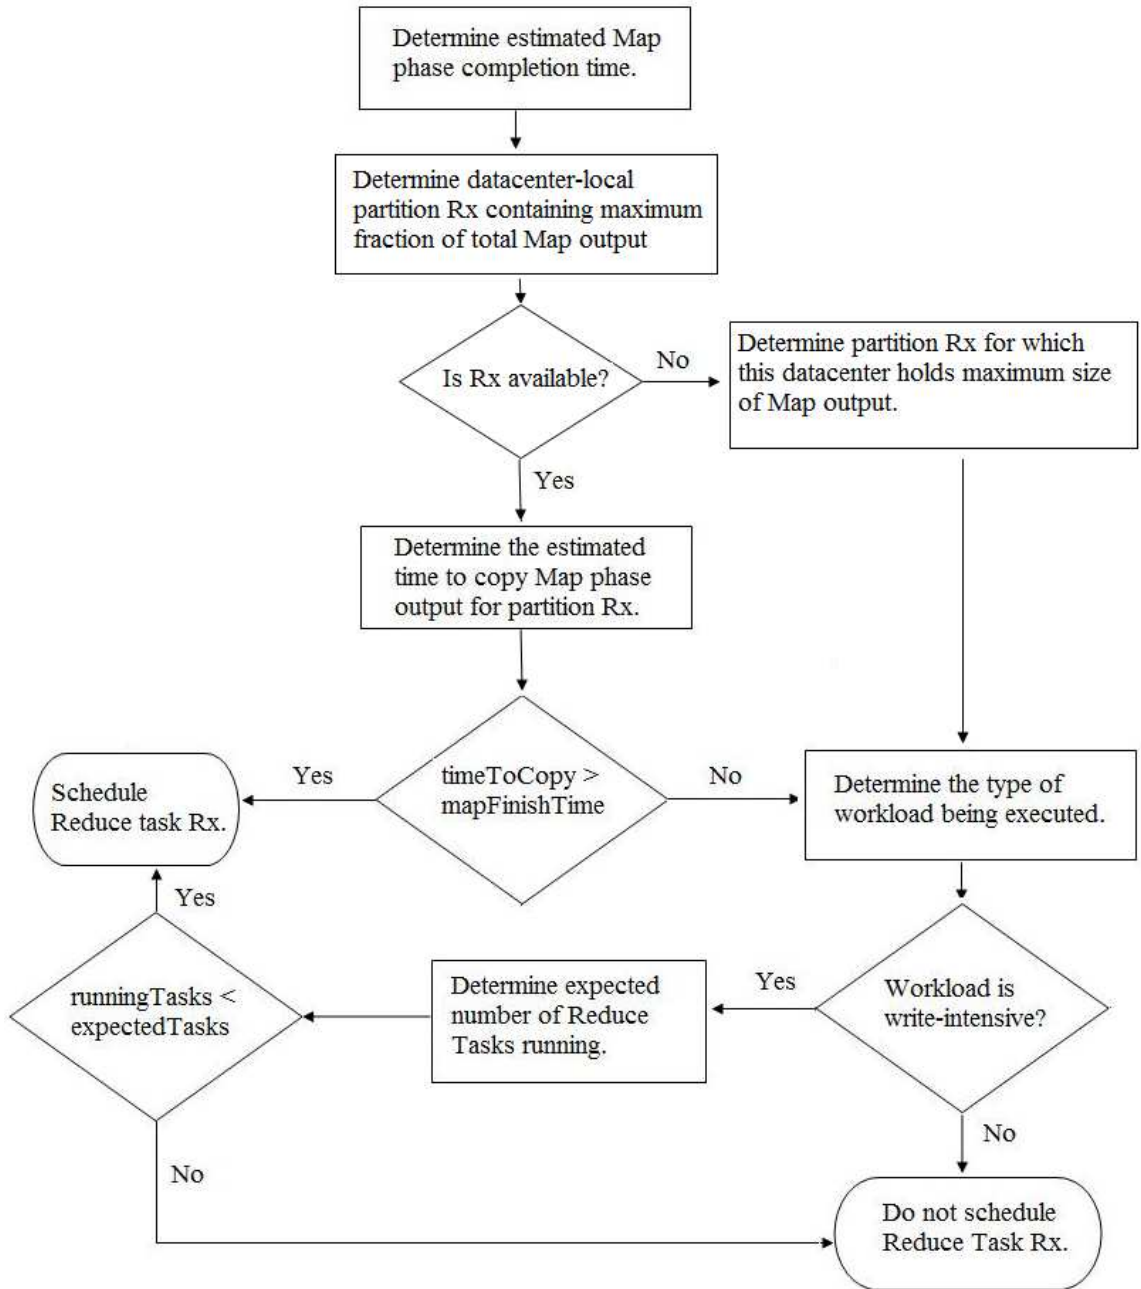 Determine estimated Map
phase completion time.
Determine datacenter-local
partition Rx containing maximum
fraction of total Map output
Is Rx available?
No
Determine partition Rx for which
this datacenter holds maximum size
of Map output.
Yes
Determine the estimated
time to copy Map phase
output for partition Rx.
Schedule
Reduce task Rx.
Yes
timeToCopy >
mapFinishTime
No
Determine the type of
workload being executed.
Yes
runningTasks <
expectedTasks
Determine expected
number of Reduce
Tasks running.
Yes
Workload is
write-intensive?
No
No
Do not schedule
Reduce Task Rx.